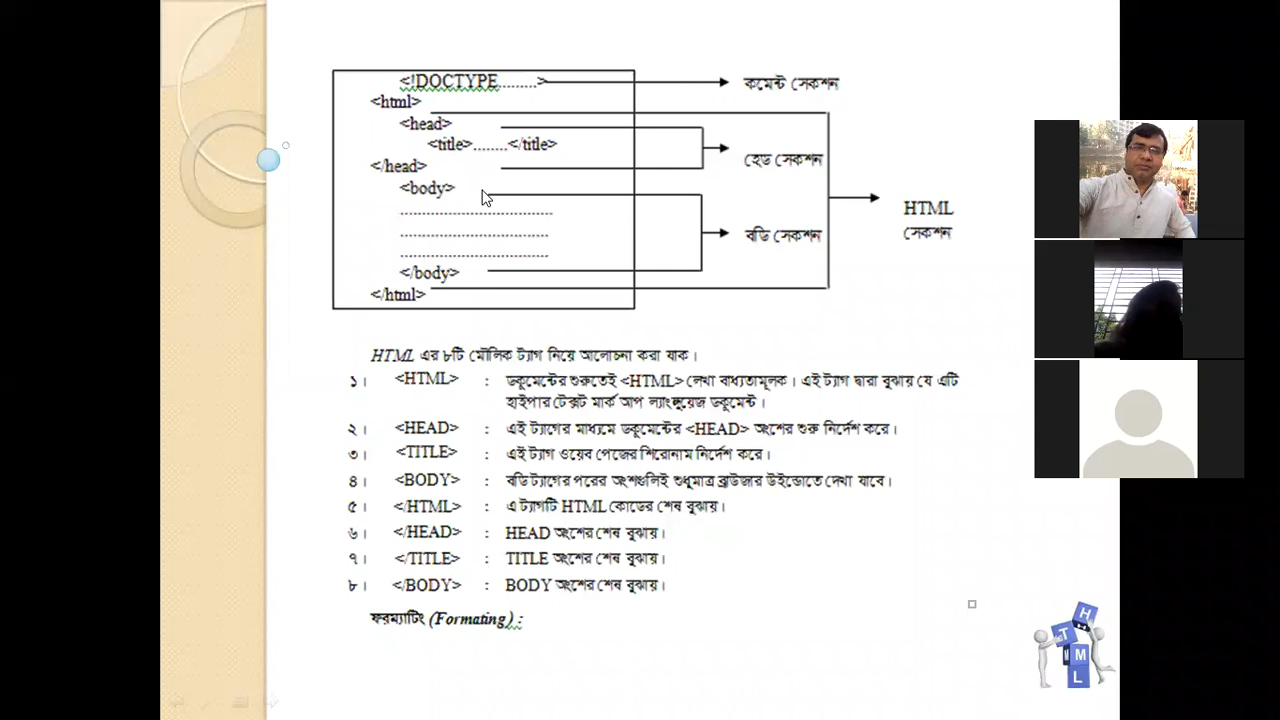 <!DOCTYPE.........>
কমেন্ট সেকশন
<html>
<head>
<title>........</title>
হেড সেকশন
</head>
<body>
HTML
সেকশন
বডি সেকশন
</body>
</html>
HTML এর ৮টি মৌলিক ট্যাগ নিয়ে আলোচনা করা যাক।
১। <HTML> : ডকুমেন্টের শুরুতেই <HTML> লেখা বাধ্যতামূলক। এই ট্যাগ দ্বারা বুঝায় যে এটি
হাইপার টেক্সট মার্ক আপ ল্যাংগুয়েজ ডকুমেন্ট।
২। <HEAD> : এই ট্যাগের মাধ্যমে ডকুমেন্টের <HEAD> অংশের শুরু নির্দেশ করে।
৩। <TITLE> : এই ট্যাগ ওয়েব পেজের শিরোনাম নির্দেশ করে।
৪। <BODY> : বডি ট্যাগের পরের অংশগুলিই শুধুমাত্র ব্রাউজার উইন্ডোতে দেখা যাবে।
৫। </HTML> : এ ট্যাগটি HTML কোডের শেষ বুঝায়।
৬। </HEAD> : HEAD অংশের শেষ বুঝায়।
৭। </TITLE> : TITLE অংশের শেষ বুঝায়।
৮। </BODY> : BODY অংশের শেষ বুঝায়।
ফরম্যাটিং (Formating) :
H
T
M
L